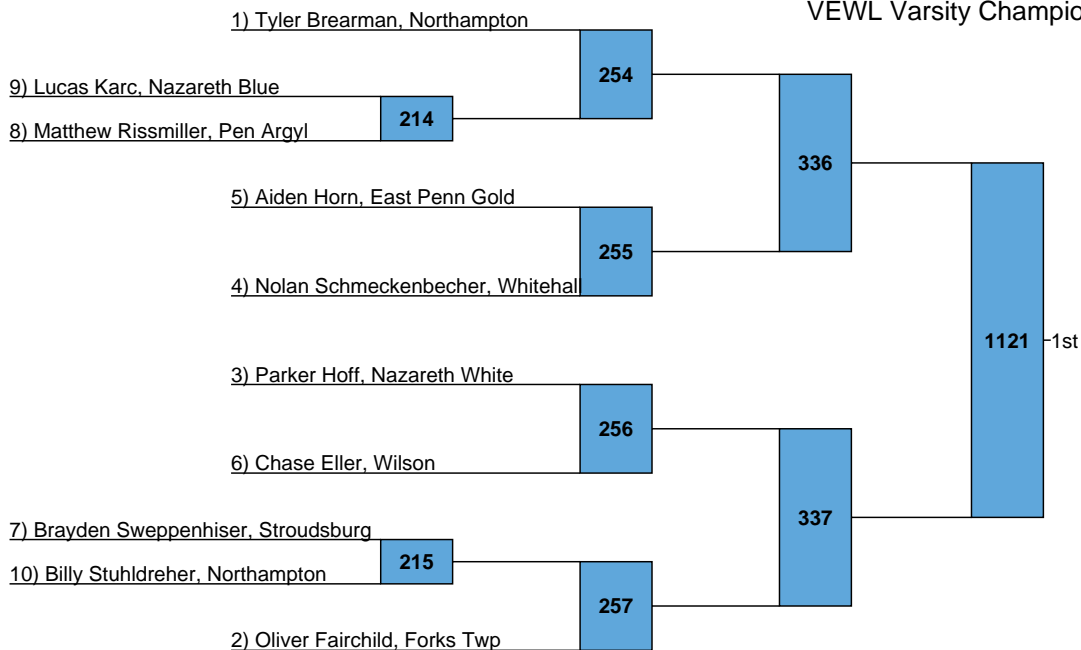 VEWL Varsity Champio
1) Tyler Brearman, Northampton
254
9) Lucas Karc, Nazareth Blue
214
8) Matthew Rissmiller, Pen Argyl
336
5) Aiden Horn, East Penn Gold
255
4) Nolan Schmeckenbecher, Whitehall
1121
1st
3) Parker Hoff, Nazareth White
256
6) Chase Eller, Wilson
337
7) Brayden Sweppenhiser, Stroudsburg
215
10) Billy Stuhldreher, Northampton
257
2) Oliver Fairchild, Forks Twp